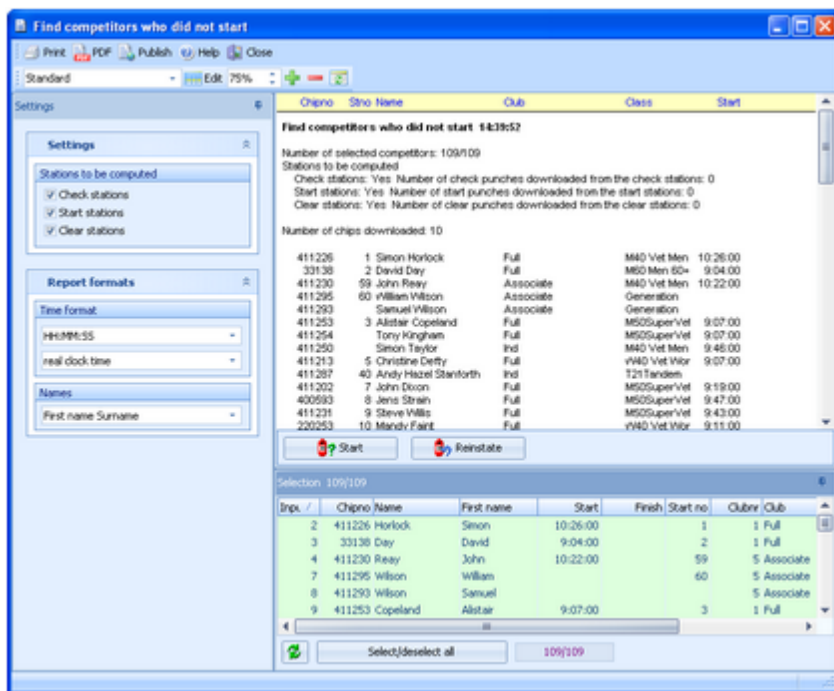 Find competitors who did not start
Print PDF Publish Help Close
Standard Edit 75%
Settings
Settings
Stations to be computed
Check stations
Start stations
Clear stations
Report formats
Time format
HH:MM:SS
real clock time
Names
First name Surname
Chipno Stno Name Club Class Start
Find competitors who did not start 14:39:52
Number of selected competitors: 109/109
Stations to be computed
Check stations: Yes Number of check punches downloaded from the check stations: 0
Start stations: Yes Number of start punches downloaded from the start stations: 0
Clear stations: Yes Number of clear punches downloaded from the clear stations: 0
Number of chips downloaded: 10
411226 1 Simon Horlock Full M40 Vet Men 10:26:00
33138 2 David Day Full M60 Men 60+ 9:04:00
411230 59 John Reay Associate M40 Vet Men 10:22:00
411295 60 William Wilson Associate Generation
411293 Samuel Wilson Associate Generation
411253 3 Alistair Copeland Full M50SuperVet 9:07:00
411254 Tony Kingham Full M50SuperVet 9:07:00
411250 Simon Taylor Ind M40 Vet Men 9:46:00
411213 5 Christine Defty Full W40 Vet Wor 9:07:00
411287 40 Andy Hazel Staniforth Ind T21Tandem
411202 7 John Dixon Full M50SuperVet 9:19:00
400593 8 Jens Strain Full M50SuperVet 9:47:00
411231 9 Steve Willis Full M50SuperVet 9:43:00
220253 10 Mandy Faint Full W40 Vet Wor 9:11:00
Start Reinstate
Selection 109/109
Inpu. Chipno Name First name Start Finish Start no Clubnr Club
2 411226 Horlock Simon 10:26:00 1 1 Full
3 33138 Day David 9:04:00 2 1 Full
4 411230 Reay John 10:22:00 59 5 Associate
7 411295 Wilson William 60 5 Associate
8 411293 Wilson Samuel 5 Associate
9 411253 Copeland Alistair 9:07:00 3 1 Full
Select/deselect all 109/109